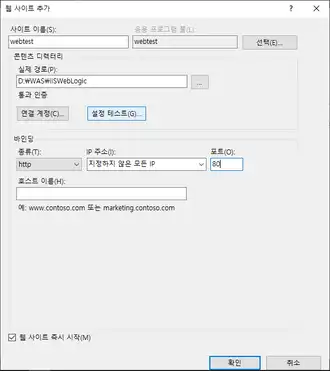 웹 사이트 추가
사이트 이름(S): 응용 프로그램 풀(L):
webtest webtest 선택(E)...
콘텐츠 디렉터리
실제 경로(P):
D:₩WAS₩IISWebLogic ...
통과 인증
연결 계정(C)... 설정 테스트(G)...
바인딩
종류(T): IP 주소(I): 포트(O):
http 지정하지 않은 모든 IP 80
호스트 이름(H):
예: www.contoso.com 또는 marketing.contoso.com
웹 사이트 즉시 시작(M)
확인 취소